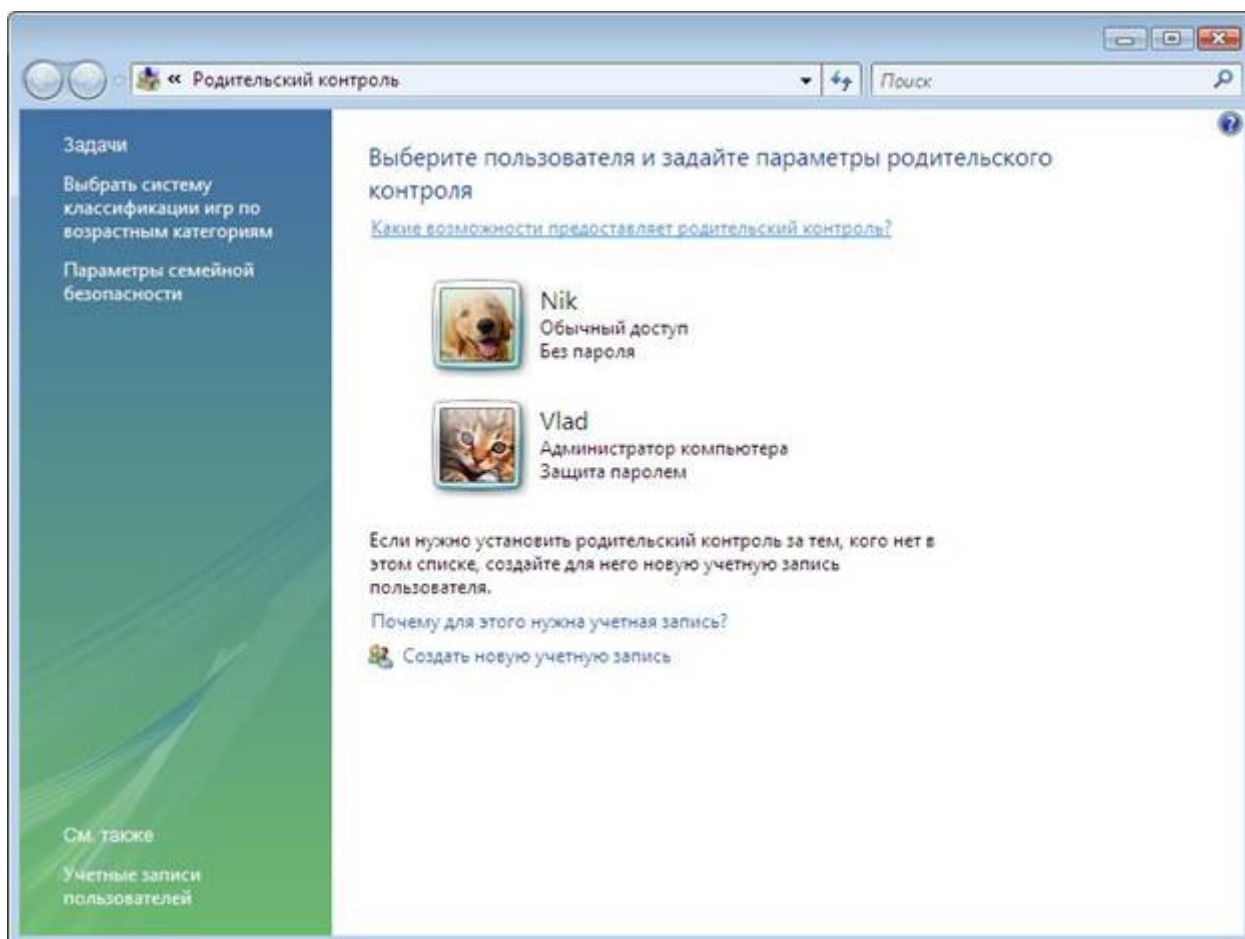 « Родительский контроль
Поиск
Задачи
Выбрать систему
классификации игр по
возрастным категориям
Параметры семейной
безопасности
Выберите пользователя и задайте параметры родительского
контроля
Какие возможности предоставляет родительский контроль?
Nik
Обычный доступ
Без пароля
Vlad
Администратор компьютера
Защита паролем
Если нужно установить родительский контроль за тем, кого нет в
этом списке, создайте для него новую учетную запись
пользователя.
Почему для этого нужна учетная запись?
Создать новую учетную запись
См. также
Учетные записи
пользователей